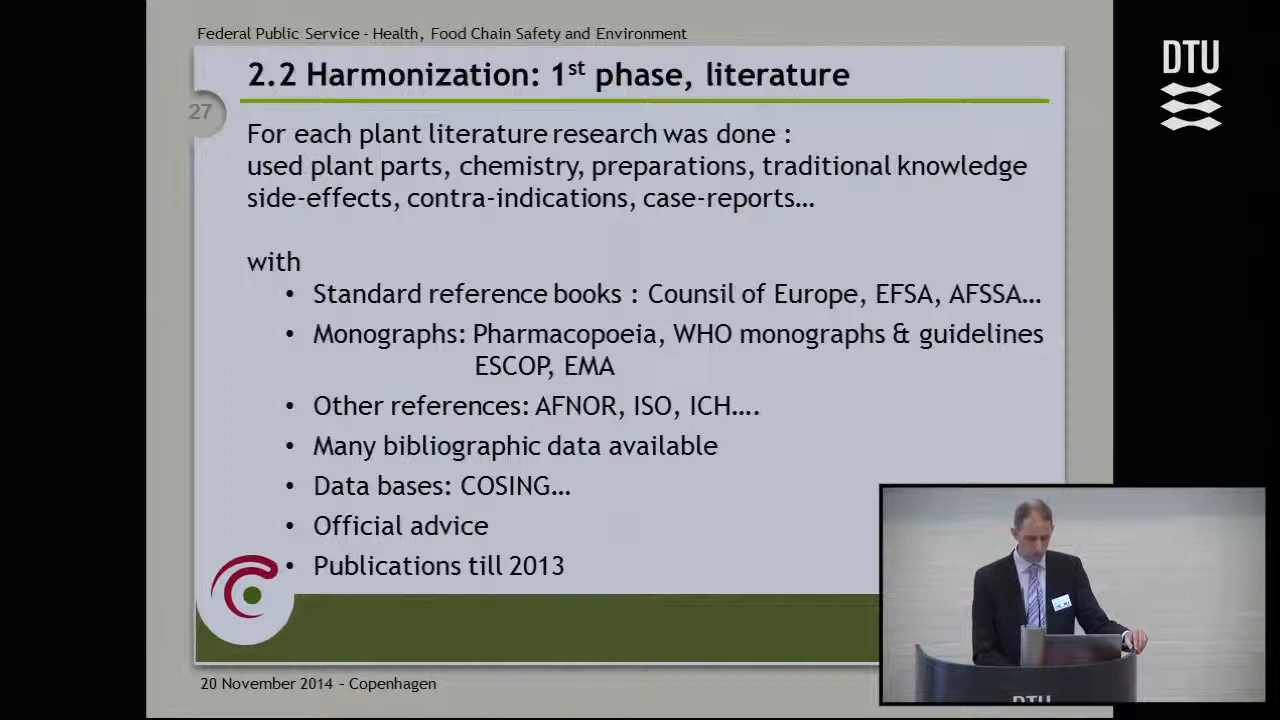 Federal Public Service - Health, Food Chain Safety and Environment
DTU
2.2 Harmonization: 1st phase, literature
27
For each plant literature research was done :
used plant parts, chemistry, preparations, traditional knowledge
side-effects, contra-indications, case-reports…
with
• Standard reference books : Counsil of Europe, EFSA, AFSSA…
• Monographs: Pharmacopoeia, WHO monographs & guidelines
ESCOP, EMA
• Other references: AFNOR, ISO, ICH….
• Many bibliographic data available
• Data bases: COSING…
• Official advice
• Publications till 2013
20 November 2014 – Copenhagen
DTU